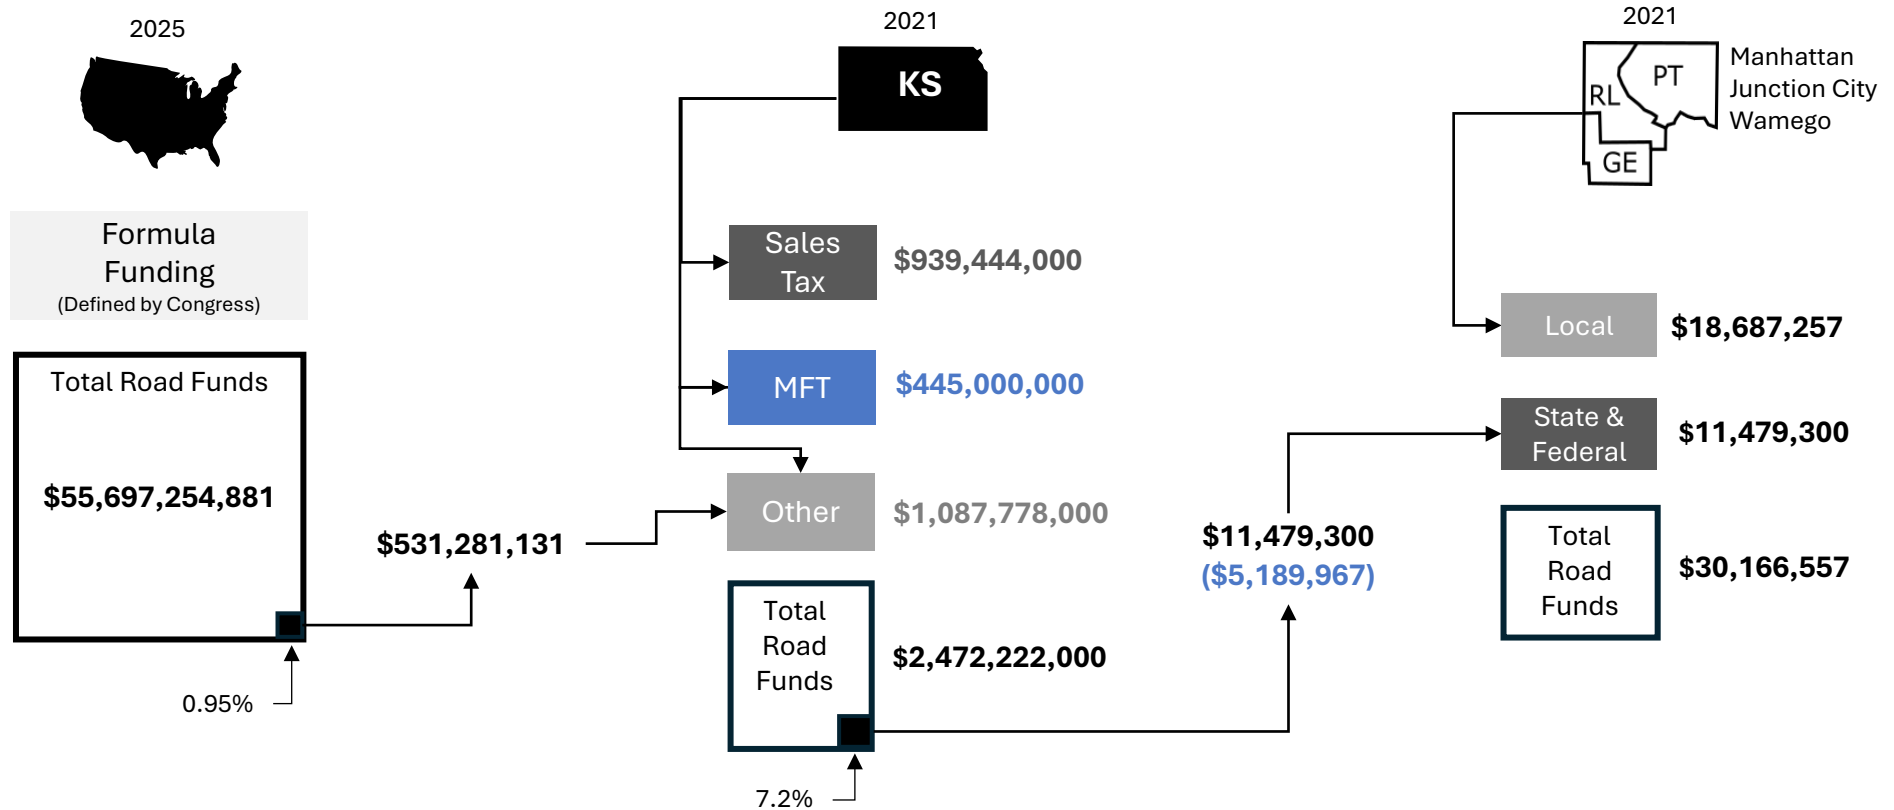 2025
Formula
Funding
(Defined by Congress)
Total Road Funds
$55,697,254,881
0.95%
$531,281,131
2021
KS
Sales
Tax
$939,444,000
MFT
$445,000,000
Other
$1,087,778,000
Total
Road
Funds
$2,472,222,000
7.2%
$11,479,300
($5,189,967)
2021
RL
PT
GE
Manhattan
Junction City
Wamego
Local
$18,687,257
State &
Federal
$11,479,300
Total
Road
Funds
$30,166,557